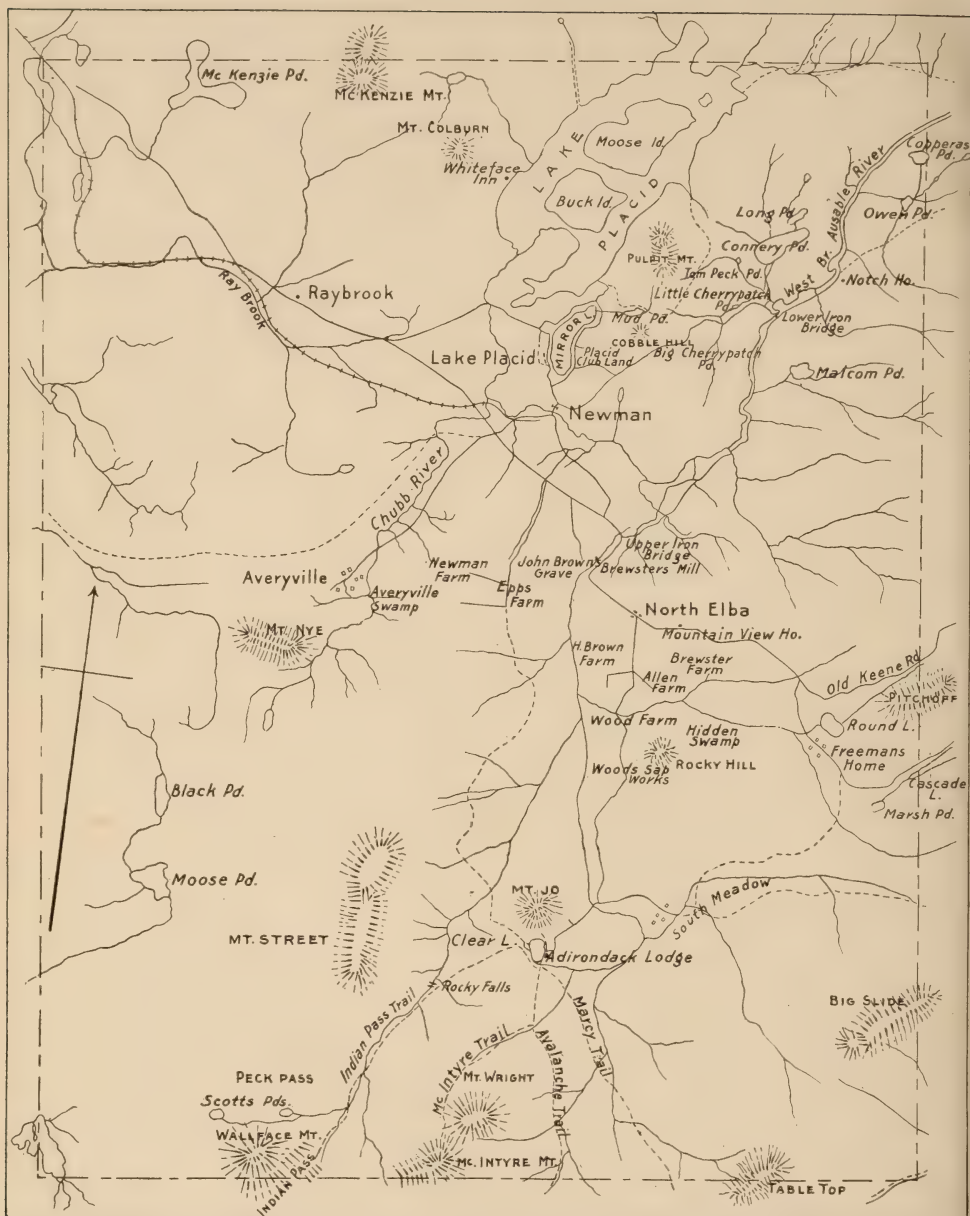 Mc Kenzie Pd.
Mc KENZIE MT.
MT. COLBURN
Whiteface
Inn
LAKE PLACID
Moose Id.
Buck Id.
Copperas
Pd.
West Br. Ausable River
Owen Pd.
Long Pd.
Connery Pd.
PULPIT MT.
Tom Peck Pd.
Little Cherrypatch
Pd.
Notch Ho.
Lower Iron
Bridge
Ray Brook
Raybrook
MIRROR L.
Mud Pd.
COBBLE HILL
Lake Placid
Placid
Club Land
Big Cherrypatch
Pd.
Malcom Pd.
Newman
Chubb River
Averyville
Averyville
Swamp
Newman
Farm
Epps
Farm
John Brown's
Grave
Upper Iron
Bridge
Brewsters Mill
MT. NYE
North Elba
Mountain View Ho.
H. Brown
Farm
Brewster
Farm
Allen
Farm
Old Keene Rd
PITCHOFF
Wood Farm
Hidden
Swamp
Round L.
Freemans
Home
Woods Sap
Works
ROCKY HILL
Cascade
L.
Marsh Pd.
Black Pd.
Moose Pd.
MT. STREET
MT. JO
South Meadow
Clear L.
Adirondack Lodge
Rocky Falls
Indian Pass Trail
Marcy Trail
BIG SLIDE
Mc Intyre Trail
Avalanche Trail
PECK PASS
Mt. WRIGHT
Scotts Pds.
WALLFACE MT.
INDIAN PASS
Mc. INTYRE MT.
TABLE TOP